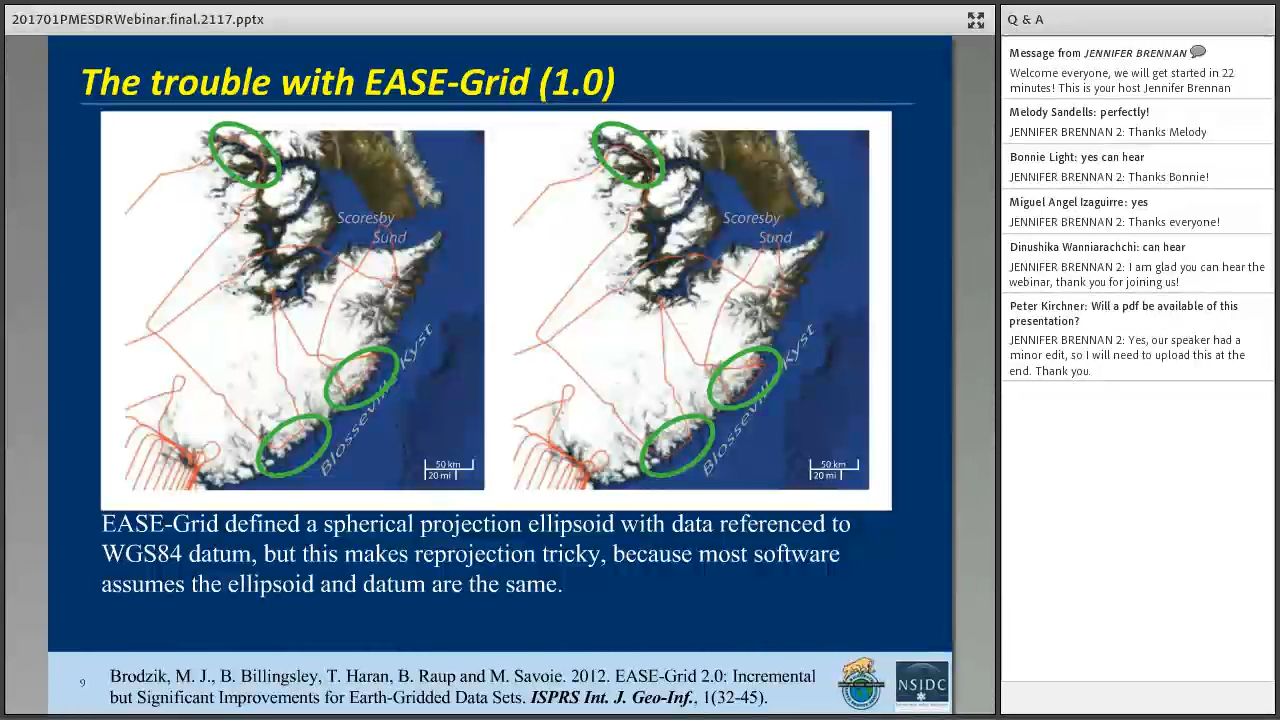 201701PMESDRWebinar.final.2117.pptx
The trouble with EASE-Grid (1.0)
Scoresby
Sund
Blosseville Kyst
50 km
20 mi
Scoresby
Sund
Blosseville Kyst
50 km
20 mi
EASE-Grid defined a spherical projection ellipsoid with data referenced to
WGS84 datum, but this makes reprojection tricky, because most software
assumes the ellipsoid and datum are the same.
9
Brodzik, M. J., B. Billingsley, T. Haran, B. Raup and M. Savoie. 2012. EASE-Grid 2.0: Incremental
but Significant Improvements for Earth-Gridded Data Sets. ISPRS Int. J. Geo-Inf., 1(32-45).
NSIDC
Q & A
Message from JENNIFER BRENNAN
Welcome everyone, we will get started in 22
minutes! This is your host Jennifer Brennan
Melody Sandells: perfectly!
JENNIFER BRENNAN 2: Thanks Melody
Bonnie Light: yes can hear
JENNIFER BRENNAN 2: Thanks Bonnie!
Miguel Angel Izaguirre: yes
JENNIFER BRENNAN 2: Thanks everyone!
Dinushika Wanniarachchi: can hear
JENNIFER BRENNAN 2: I am glad you can hear the
webinar, thank you for joining us!
Peter Kirchner: Will a pdf be available of this
presentation?
JENNIFER BRENNAN 2: Yes, our speaker had a
minor edit, so I will need to upload this at the
end. Thank you.